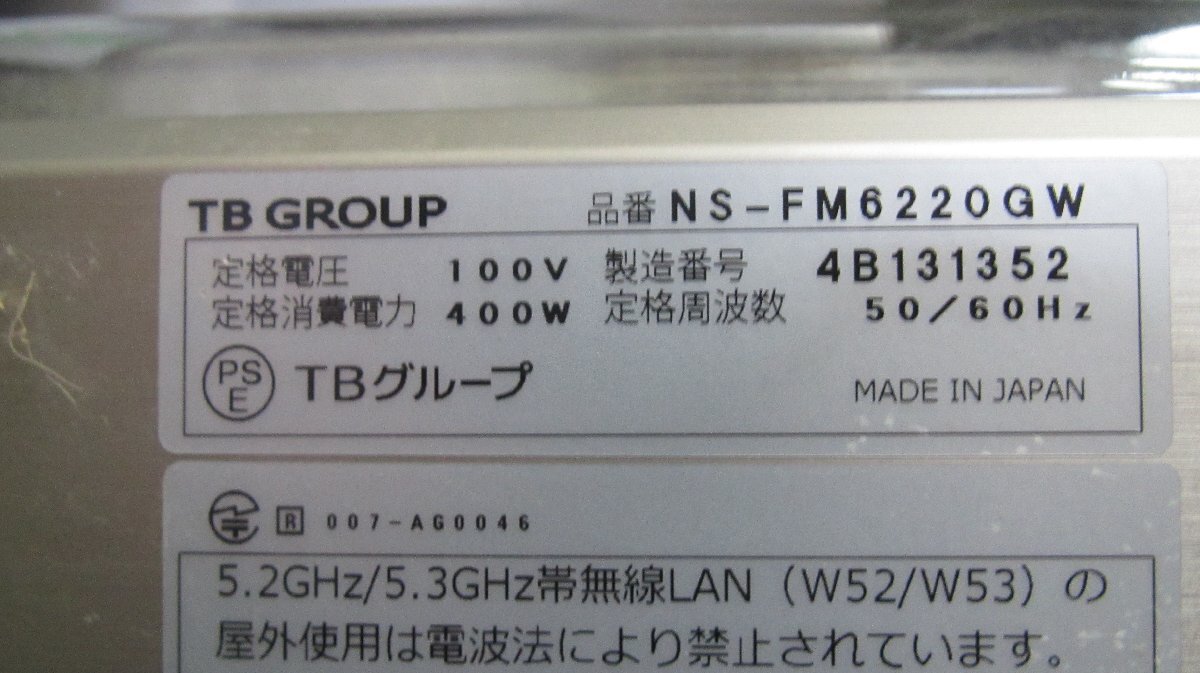 TB GROUP 品番 NS-FM6220GW
定格電圧 100V 製造番号 4B131352
定格消費電力 400W 定格周波数 50/60Hz
PSE TBグループ MADE IN JAPAN
R 007-AG0046
5.2GHz/5.3GHz帯無線LAN（W52/W53）の
屋外使用は電波法により禁止されています。